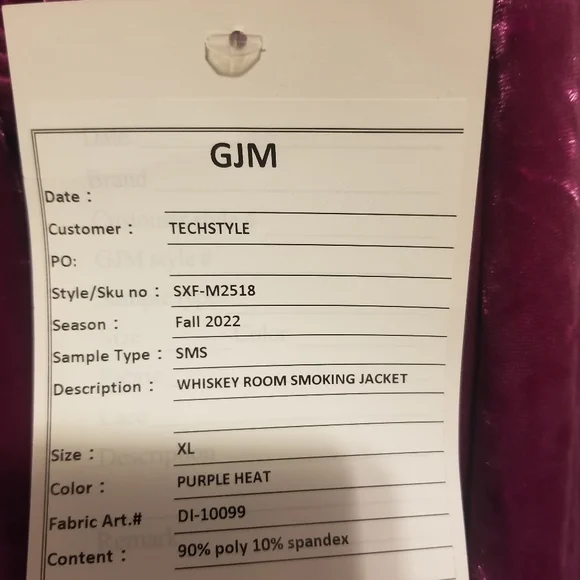 GJM
Date :
Customer : TECHSTYLE
PO:
Style/Sku no : SXF-M2518
Season : Fall 2022
Sample Type : SMS
Description : WHISKEY ROOM SMOKING JACKET
Size : XL
Color : PURPLE HEAT
Fabric Art.# DI-10099
Content : 90% poly 10% spandex